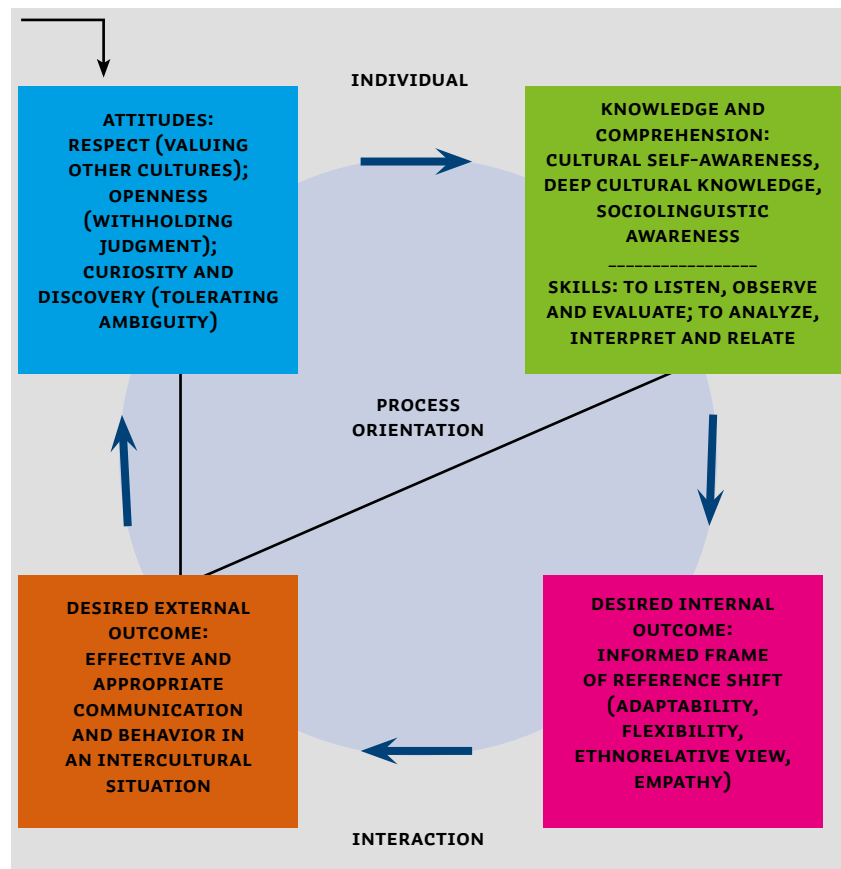 INDIVIDUAL
ATTITUDES:
RESPECT (VALUING
OTHER CULTURES);
OPENNESS
(WITHHOLDING
JUDGMENT);
CURIOSITY AND
DISCOVERY (TOLERATING
AMBIGUITY)
KNOWLEDGE AND
COMPREHENSION:
CULTURAL SELF-AWARENESS,
DEEP CULTURAL KNOWLEDGE,
SOCIOLINGUISTIC
AWARENESS
_________________
SKILLS: TO LISTEN, OBSERVE
AND EVALUATE; TO ANALYZE,
INTERPRET AND RELATE
PROCESS
ORIENTATION
DESIRED EXTERNAL
OUTCOME:
EFFECTIVE AND
APPROPRIATE
COMMUNICATION
AND BEHAVIOR IN
AN INTERCULTURAL
SITUATION
DESIRED INTERNAL
OUTCOME:
INFORMED FRAME
OF REFERENCE SHIFT
(ADAPTABILITY,
FLEXIBILITY,
ETHNORELATIVE VIEW,
EMPATHY)
INTERACTION